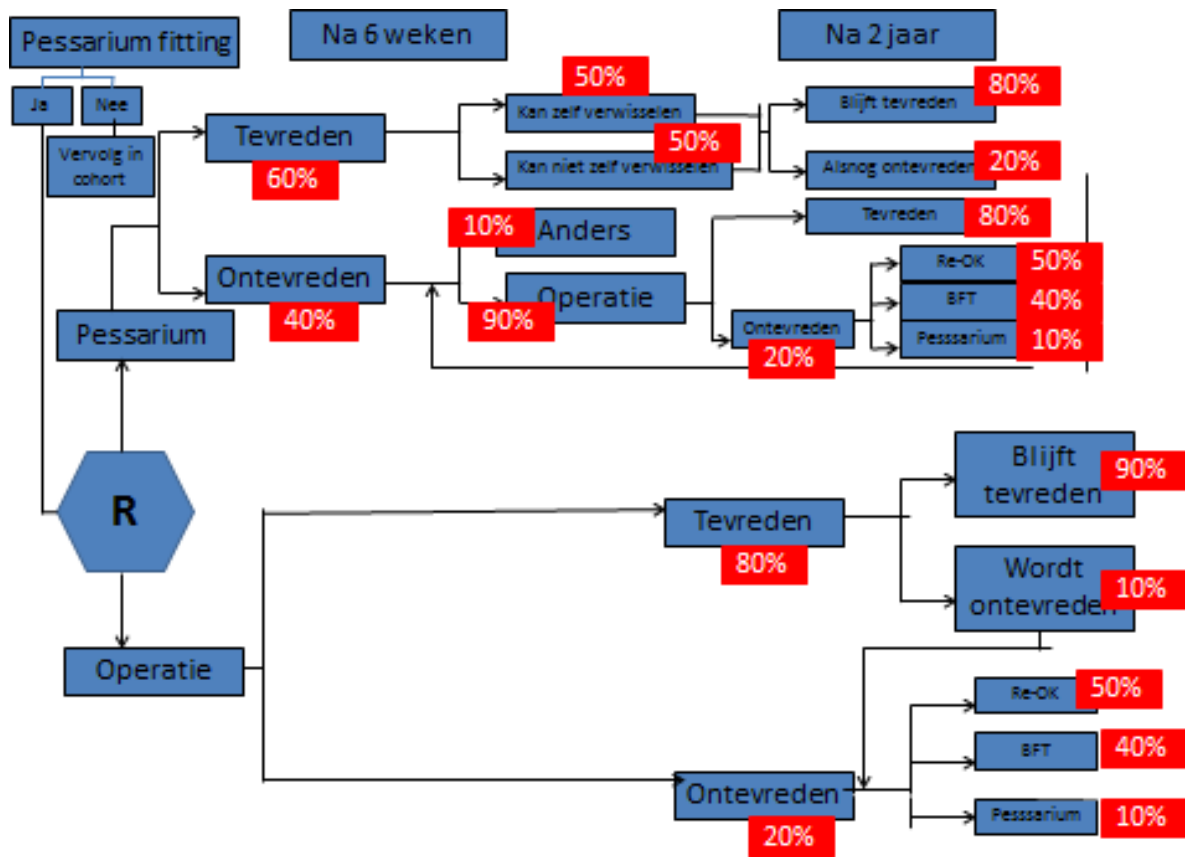 Pessarium fitting
Na 6 weken
Na 2 jaar
Ja
Nee
Vervolg in
cohort
Tevreden
60%
50%
Kan zelf verwisselen
50%
Kan niet zelf verwisselen
Blijft tevreden
80%
Alsnog ontevreden
20%
Tevreden
80%
10%
Anders
Ontevreden
40%
90%
Operatie
Ontevreden
20%
Re-OK
50%
BFT
40%
Pesssarium
10%
Pessarium
R
Operatie
Tevreden
80%
Blijft
tevreden
90%
Wordt
ontevreden
10%
Ontevreden
20%
Re-OK
50%
BFT
40%
Pesssarium
10%